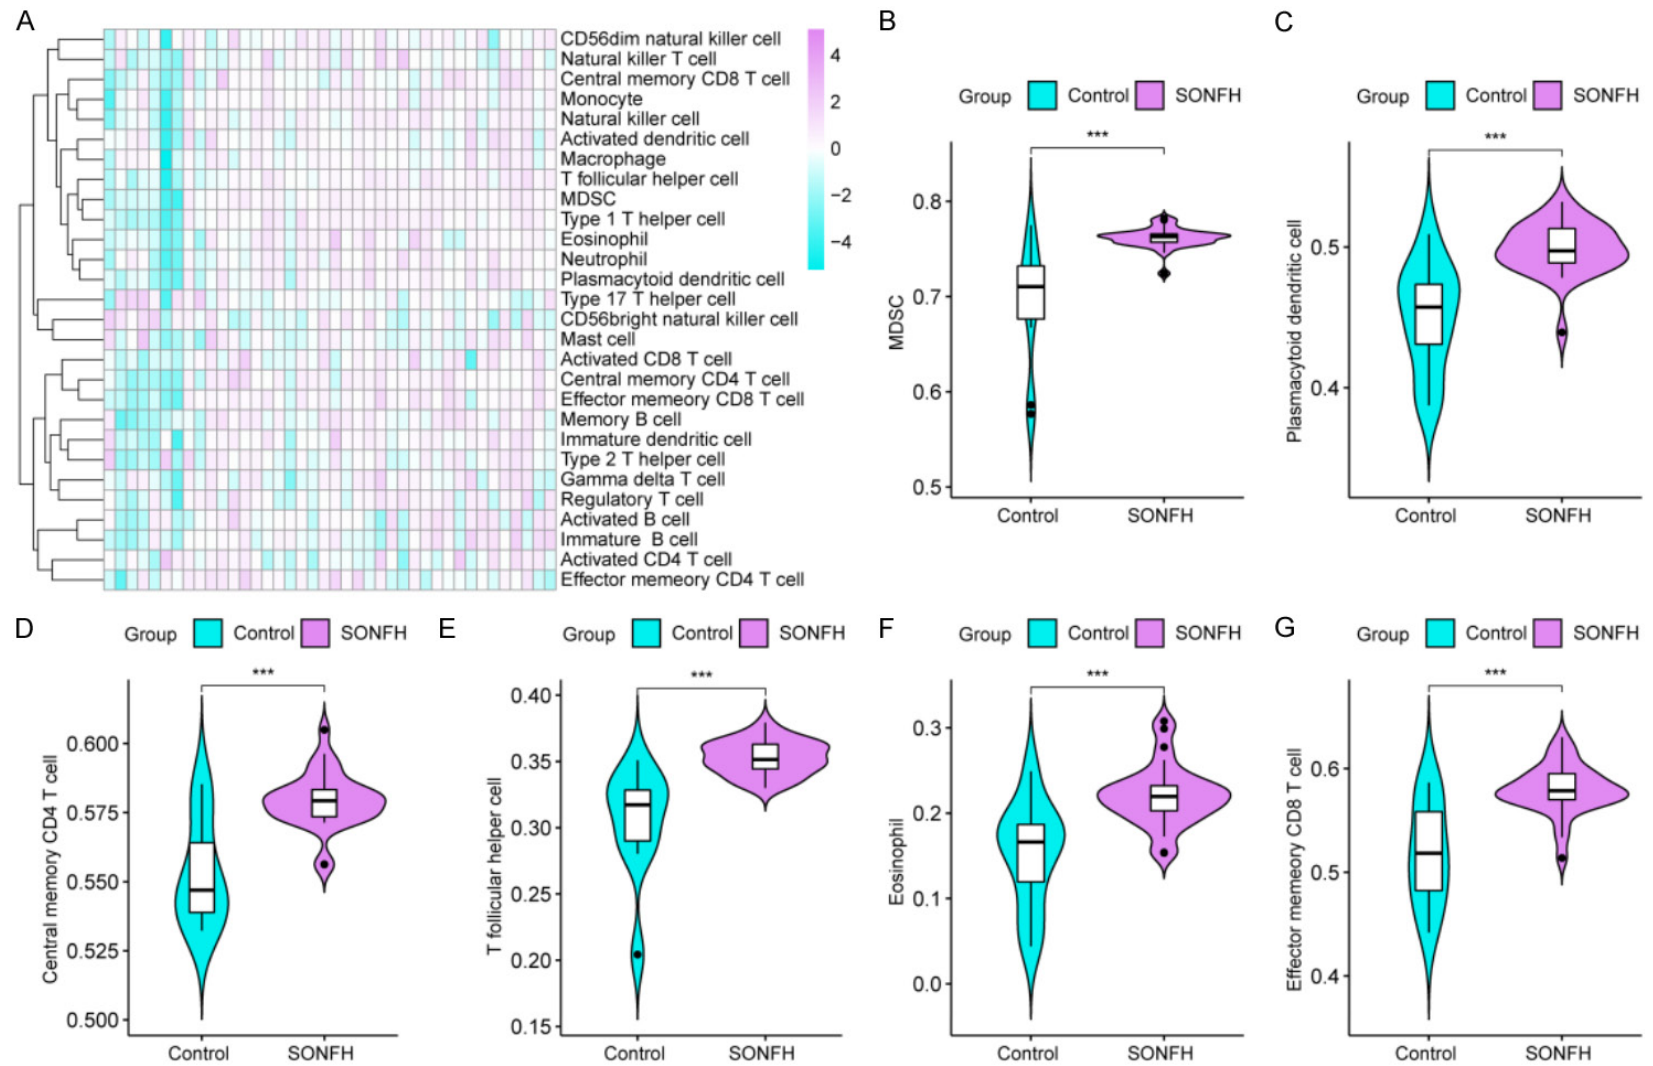 A
CD56dim natural killer cell
Natural killer T cell
Central memory CD8 T cell
Monocyte
Natural killer cell
Activated dendritic cell
Macrophage
T follicular helper cell
MDSC
Type 1 T helper cell
Eosinophil
Neutrophil
Plasmacytoid dendritic cell
Type 17 T helper cell
CD56bright natural killer cell
Mast cell
Activated CD8 T cell
Central memory CD4 T cell
Effector memeory CD8 T cell
Memory B cell
Immature dendritic cell
Type 2 T helper cell
Gamma delta T cell
Regulatory T cell
Activated B cell
Immature B cell
Activated CD4 T cell
Effector memeory CD4 T cell
4
2
0
−2
−4
B
Group Control SONFH
***
MDSC
0.8
0.7
0.6
0.5
Control SONFH
C
Group Control SONFH
***
Plasmacytoid dendritic cell
0.5
0.4
Control SONFH
D
Group Control SONFH
***
Central memory CD4 T cell
0.600
0.575
0.550
0.525
0.500
Control SONFH
E
Group Control SONFH
***
T follicular helper cell
0.40
0.35
0.30
0.25
0.20
0.15
Control SONFH
F
Group Control SONFH
***
Eosinophil
0.3
0.2
0.1
0.0
Control SONFH
G
Group Control SONFH
***
Effector memeory CD8 T cell
0.6
0.5
0.4
Control SONFH